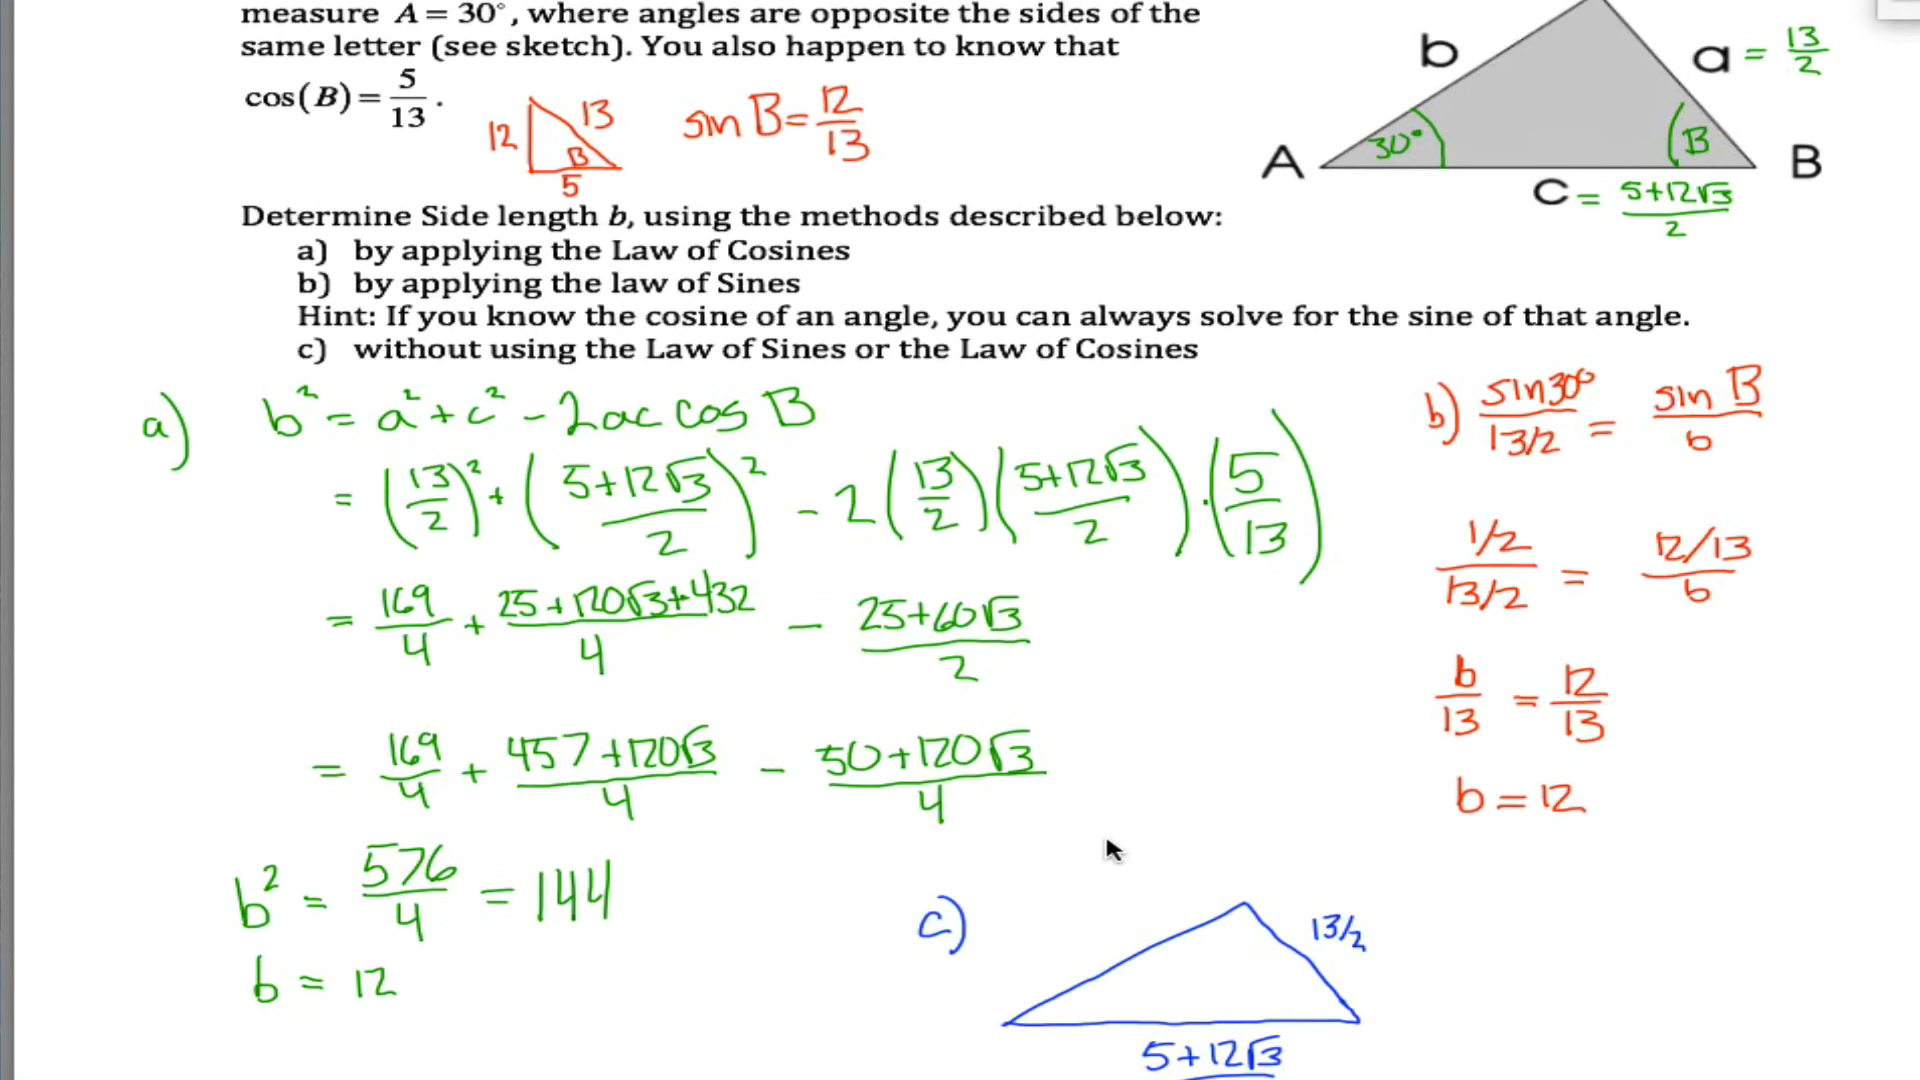 measure A = 30°, where angles are opposite the sides of the
same letter (see sketch). You also happen to know that
cos(B) = 5/13.
12 13 B 5
sin B = 12/13
b
a = 13/2
A 30° B B
c = (5+12√3)/2
Determine Side length b, using the methods described below:
a) by applying the Law of Cosines
b) by applying the law of Sines
Hint: If you know the cosine of an angle, you can always solve for the sine of that angle.
c) without using the Law of Sines or the Law of Cosines
a) b² = a² + c² - 2ac cos B
= (13/2)² + ((5+12√3)/2)² - 2(13/2)((5+12√3)/2)·(5/13)
= 169/4 + (25+120√3+432)/4 - (25+60√3)/2
= 169/4 + (457+120√3)/4 - (50+120√3)/4
b² = 576/4 = 144
b = 12
b) sin30°/(13/2) = sin B/b
(1/2)/(13/2) = (12/13)/b
b/13 = 12/13
b = 12
c)
13/2
5+12√3